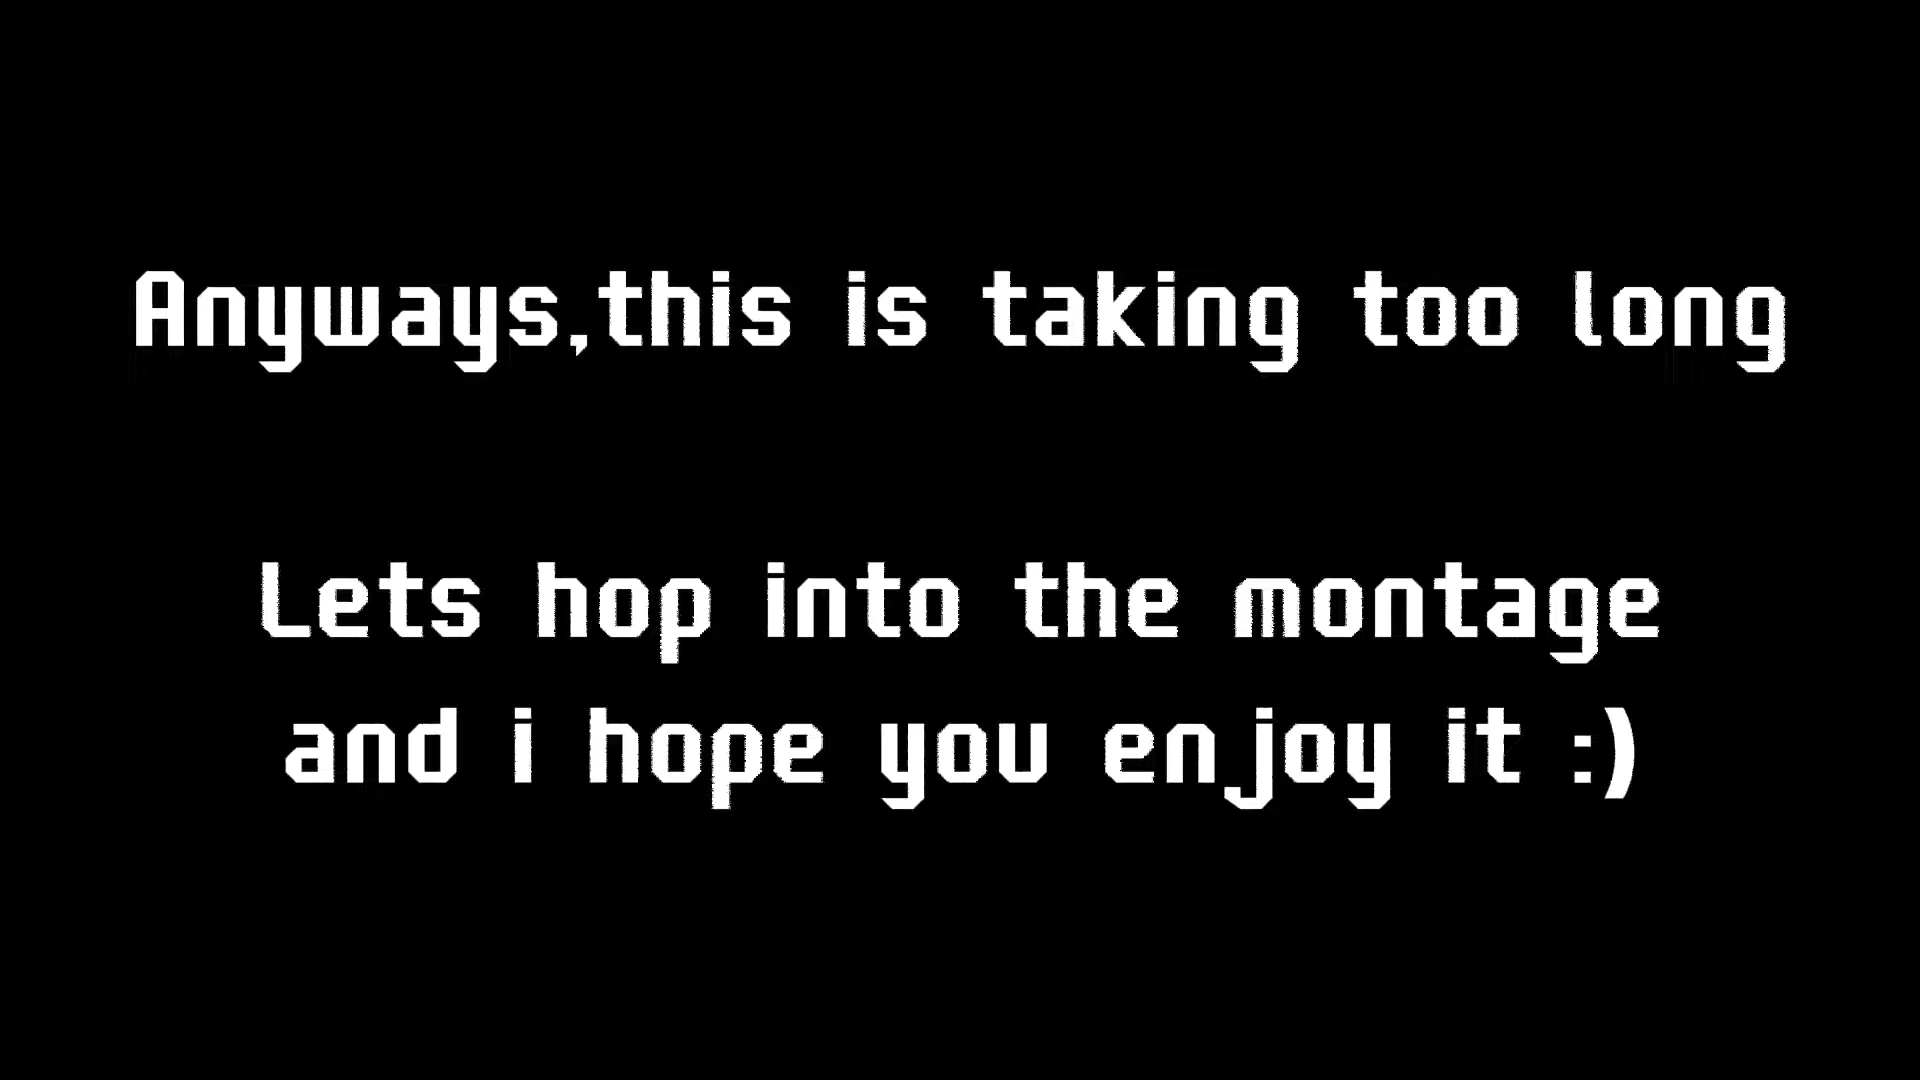 Anyways,this is taking too long
Lets hop into the montage
and i hope you enjoy it :)